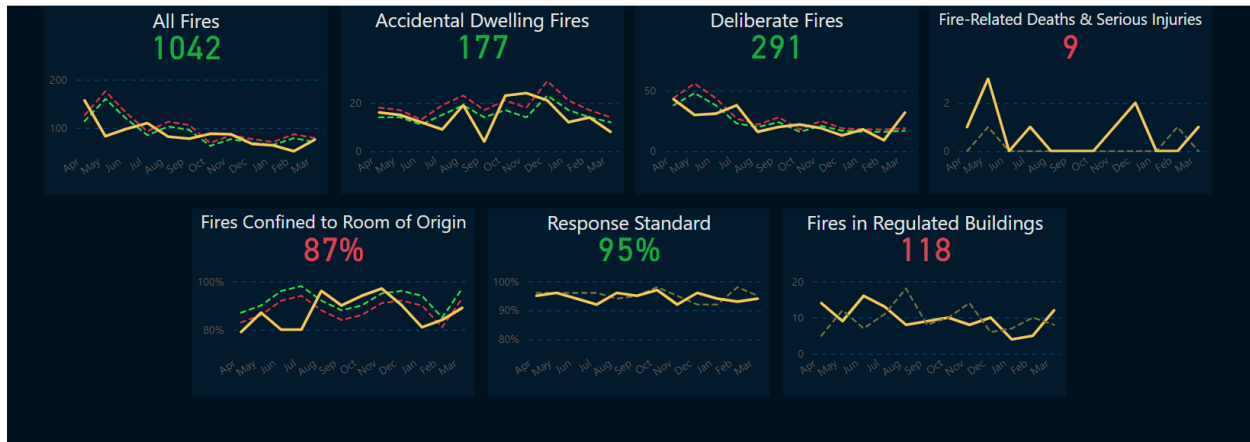 All Fires
1042
200
100
Apr May Jun Jul Aug Sep Oct Nov Dec Jan Feb Mar
Accidental Dwelling Fires
177
20
0
Apr May Jun Jul Aug Sep Oct Nov Dec Jan Feb Mar
Deliberate Fires
291
50
0
Apr May Jun Jul Aug Sep Oct Nov Dec Jan Feb Mar
Fire-Related Deaths & Serious Injuries
9
2
0
Apr May Jun Jul Aug Sep Oct Nov Dec Jan Feb Mar
Fires Confined to Room of Origin
87%
100%
80%
Apr May Jun Jul Aug Sep Oct Nov Dec Jan Feb Mar
Response Standard
95%
100%
90%
80%
Apr May Jun Jul Aug Sep Oct Nov Dec Jan Feb Mar
Fires in Regulated Buildings
118
20
10
0
Apr May Jun Jul Aug Sep Oct Nov Dec Jan Feb Mar